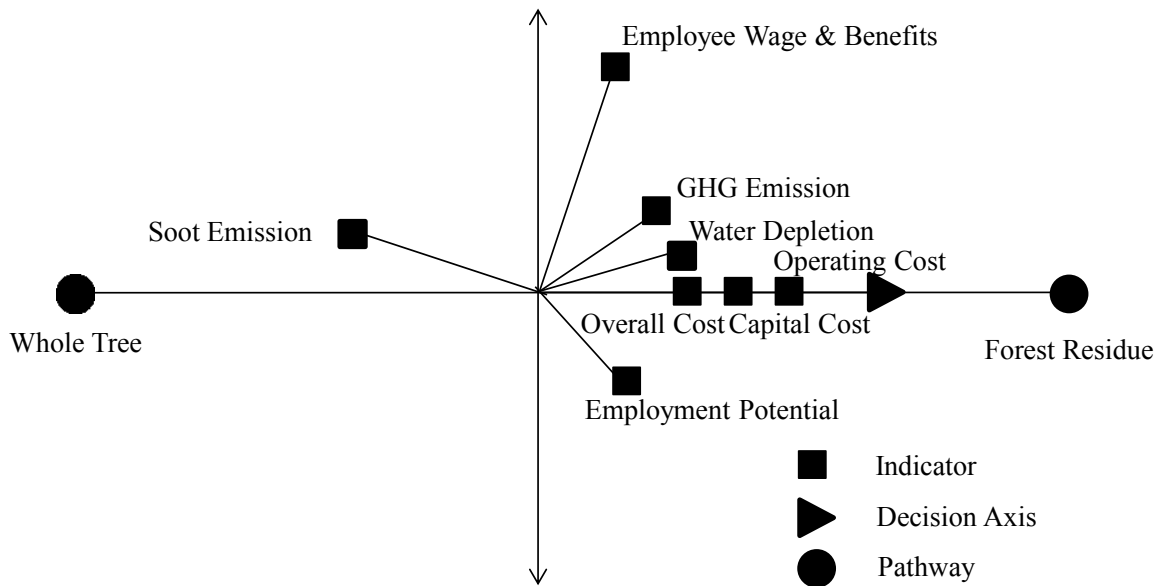 Employee Wage & Benefits
GHG Emission
Soot Emission
Water Depletion
Operating Cost
Overall Cost
Capital Cost
Whole Tree
Forest Residue
Employment Potential
Indicator
Decision Axis
Pathway